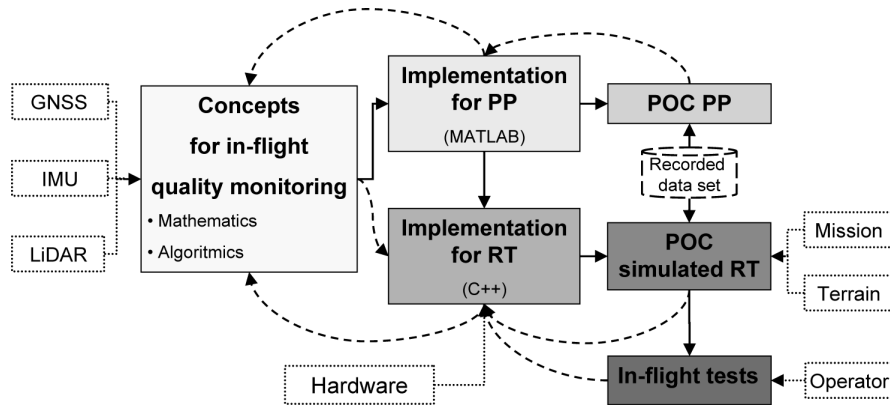 GNSS
IMU
LiDAR
Concepts
for in-flight
quality monitoring
• Mathematics
• Algoritmics
Implementation
for PP
(MATLAB)
POC PP
Recorded
data set
Implementation
for RT
(C++)
POC
simulated RT
Mission
Terrain
Hardware
In-flight tests
Operator